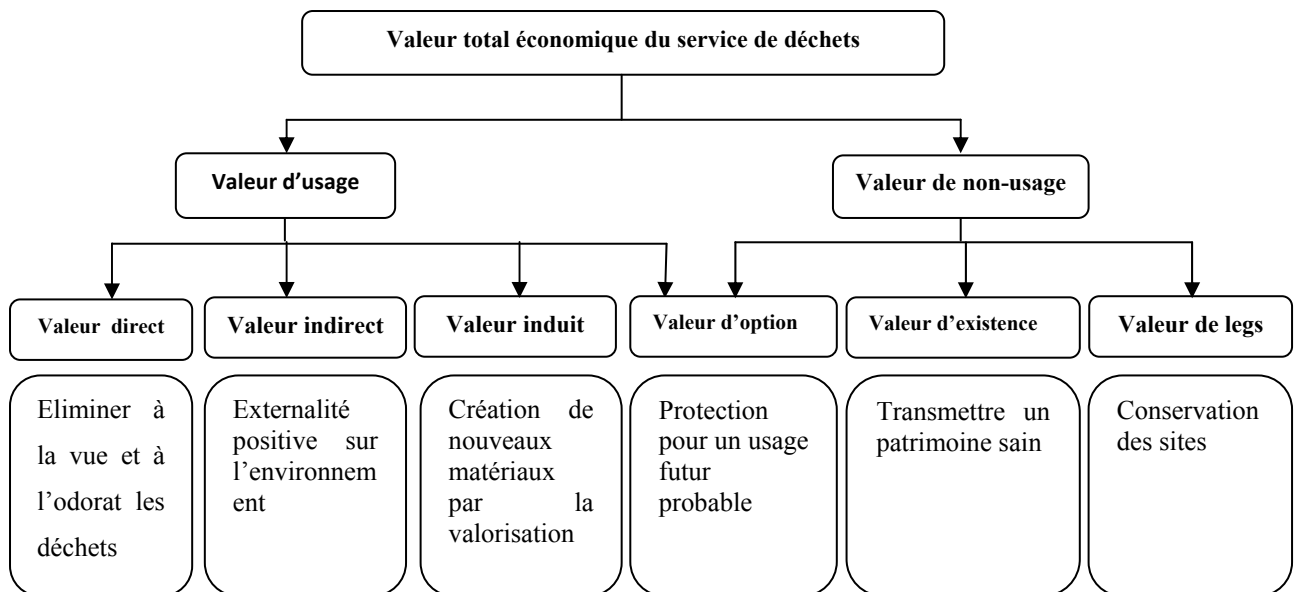 Valeur total économique du service de déchets
Valeur d’usage
Valeur de non-usage
Valeur direct
Valeur indirect
Valeur induit
Valeur d’option
Valeur d’existence
Valeur de legs
Eliminer à
la vue et à
l’odorat les
déchets
Externalité
positive sur
l’environnem
ent
Création de
nouveaux
matériaux
par la
valorisation
Protection
pour un usage
futur
probable
Transmettre un
patrimoine sain
Conservation
des sites